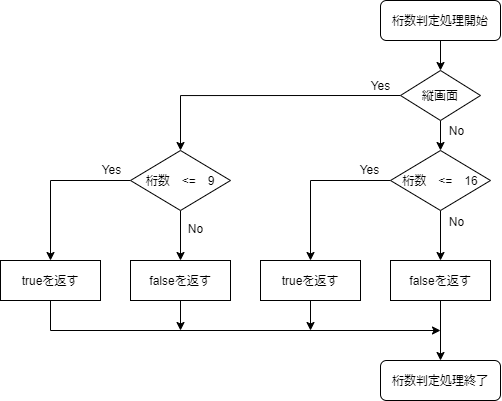 桁数判定処理開始
縦画面
Yes
No
桁数 <= 9
Yes
No
桁数 <= 16
Yes
No
trueを返す
falseを返す
trueを返す
falseを返す
桁数判定処理終了